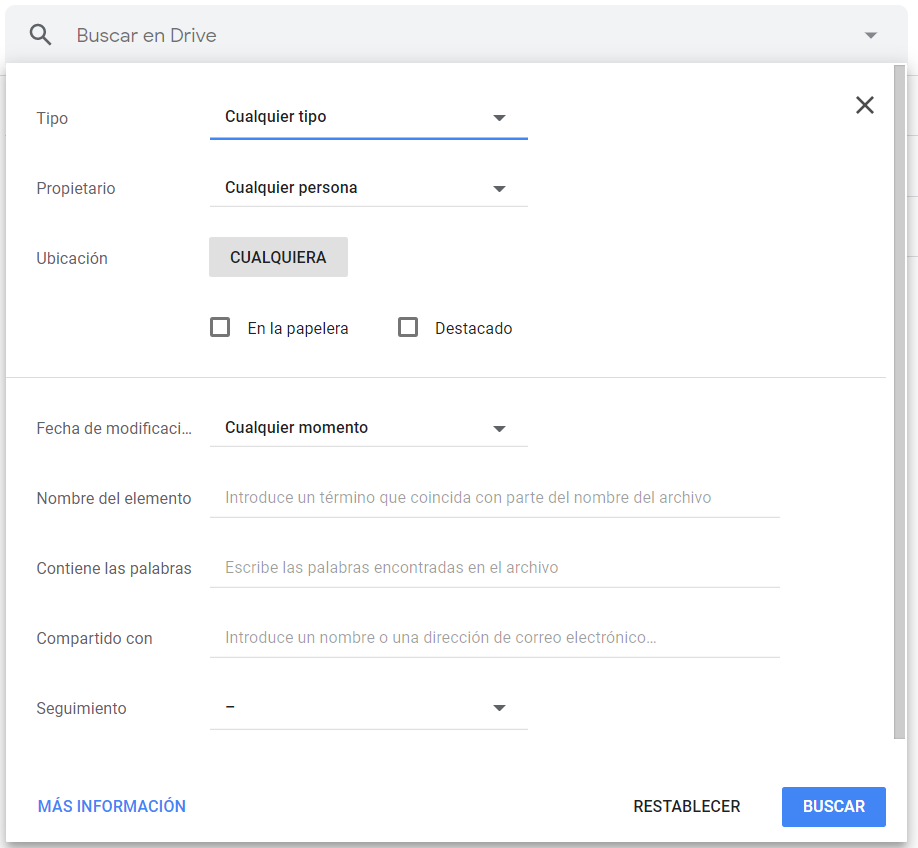 Buscar en Drive
Tipo Cualquier tipo
Propietario Cualquier persona
Ubicación CUALQUIERA
En la papelera Destacado
Fecha de modificaci... Cualquier momento
Nombre del elemento Introduce un término que coincida con parte del nombre del archivo
Contiene las palabras Escribe las palabras encontradas en el archivo
Compartido con Introduce un nombre o una dirección de correo electrónico...
Seguimiento –
MÁS INFORMACIÓN RESTABLECER BUSCAR